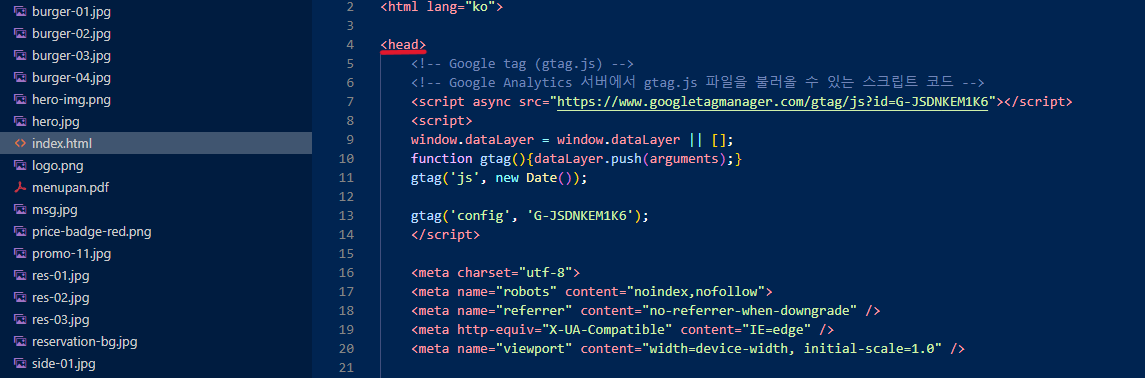 burger-01.jpg
burger-02.jpg
burger-03.jpg
burger-04.jpg
hero-img.png
hero.jpg
<> index.html
logo.png
menupan.pdf
msg.jpg
price-badge-red.png
promo-11.jpg
res-01.jpg
res-02.jpg
res-03.jpg
reservation-bg.jpg
side-01.jpg
2 <html lang="ko">
3
4 <head>
5 <!-- Google tag (gtag.js) -->
6 <!-- Google Analytics 서버에서 gtag.js 파일을 불러올 수 있는 스크립트 코드 -->
7 <script async src="https://www.googletagmanager.com/gtag/js?id=G-JSDNKEM1K6"></script>
8 <script>
9 window.dataLayer = window.dataLayer || [];
10 function gtag(){dataLayer.push(arguments);}
11 gtag('js', new Date());
12
13 gtag('config', 'G-JSDNKEM1K6');
14 </script>
15
16 <meta charset="utf-8">
17 <meta name="robots" content="noindex,nofollow">
18 <meta name="referrer" content="no-referrer-when-downgrade" />
19 <meta http-equiv="X-UA-Compatible" content="IE=edge" />
20 <meta name="viewport" content="width=device-width, initial-scale=1.0" />
21